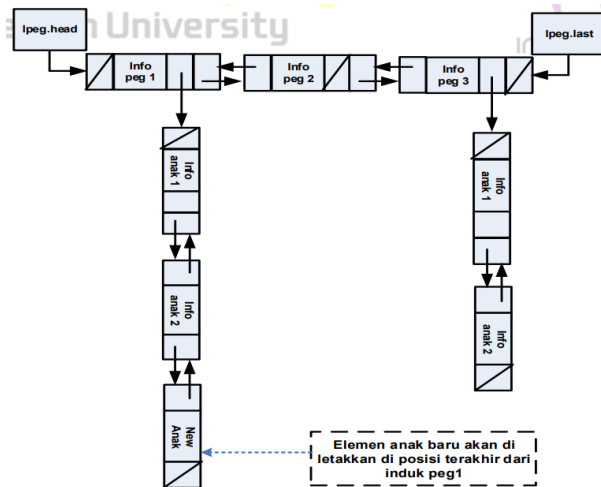 n University
lpeg.head
lpeg.last
Info
peg 1
Info
peg 2
Info
peg 3
Info
anak 1
Info
anak 1
Info
anak 2
Info
anak 2
New
Anak
Elemen anak baru akan di
letakkan di posisi terakhir dari
induk peg1